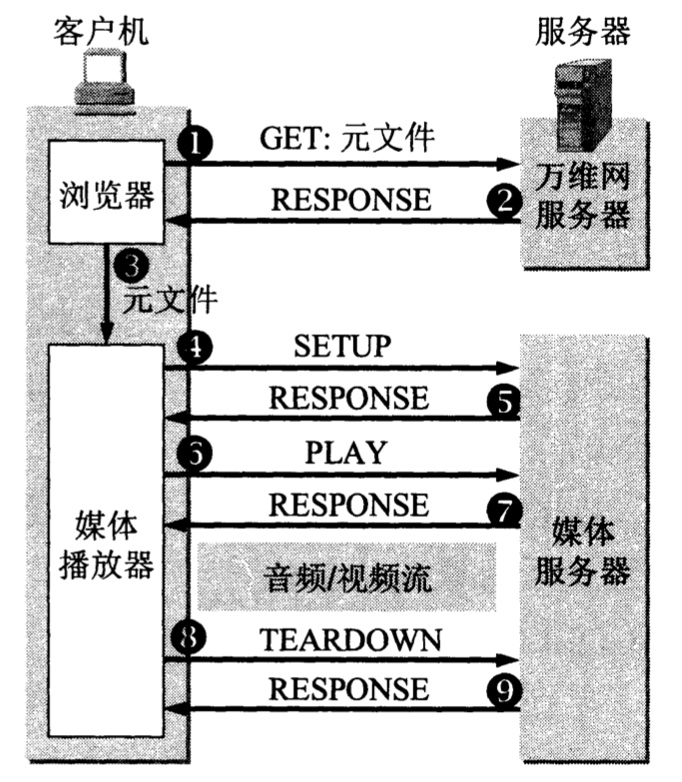 客户机
服务器
❶
GET: 元文件
浏览器
RESPONSE
❷
万维网
服务器
❸
元文件
❹
SETUP
RESPONSE
❺
❻
PLAY
RESPONSE
❼
媒体
播放器
音频/视频流
媒体
服务器
❽
TEARDOWN
RESPONSE
❾